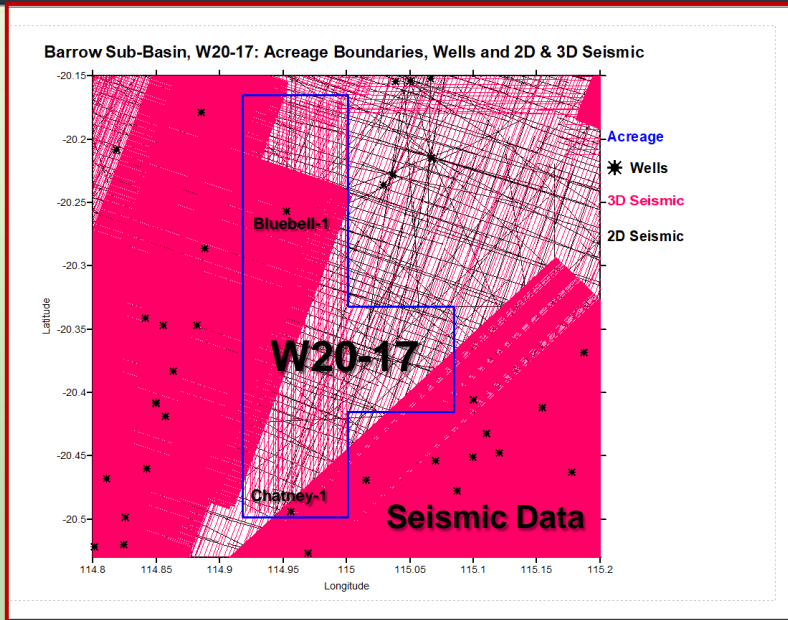 Barrow Sub-Basin, W20-17: Acreage Boundaries, Wells and 2D & 3D Seismic
-20.15
-20.2
-20.25
-20.3
-20.35
-20.4
-20.45
-20.5
Latitude
Bluebell-1
W20-17
Chatney-1
Seismic Data
114.8 114.85 114.9 114.95 115 115.05 115.1 115.15 115.2
Longitude
Acreage
Wells
3D Seismic
2D Seismic